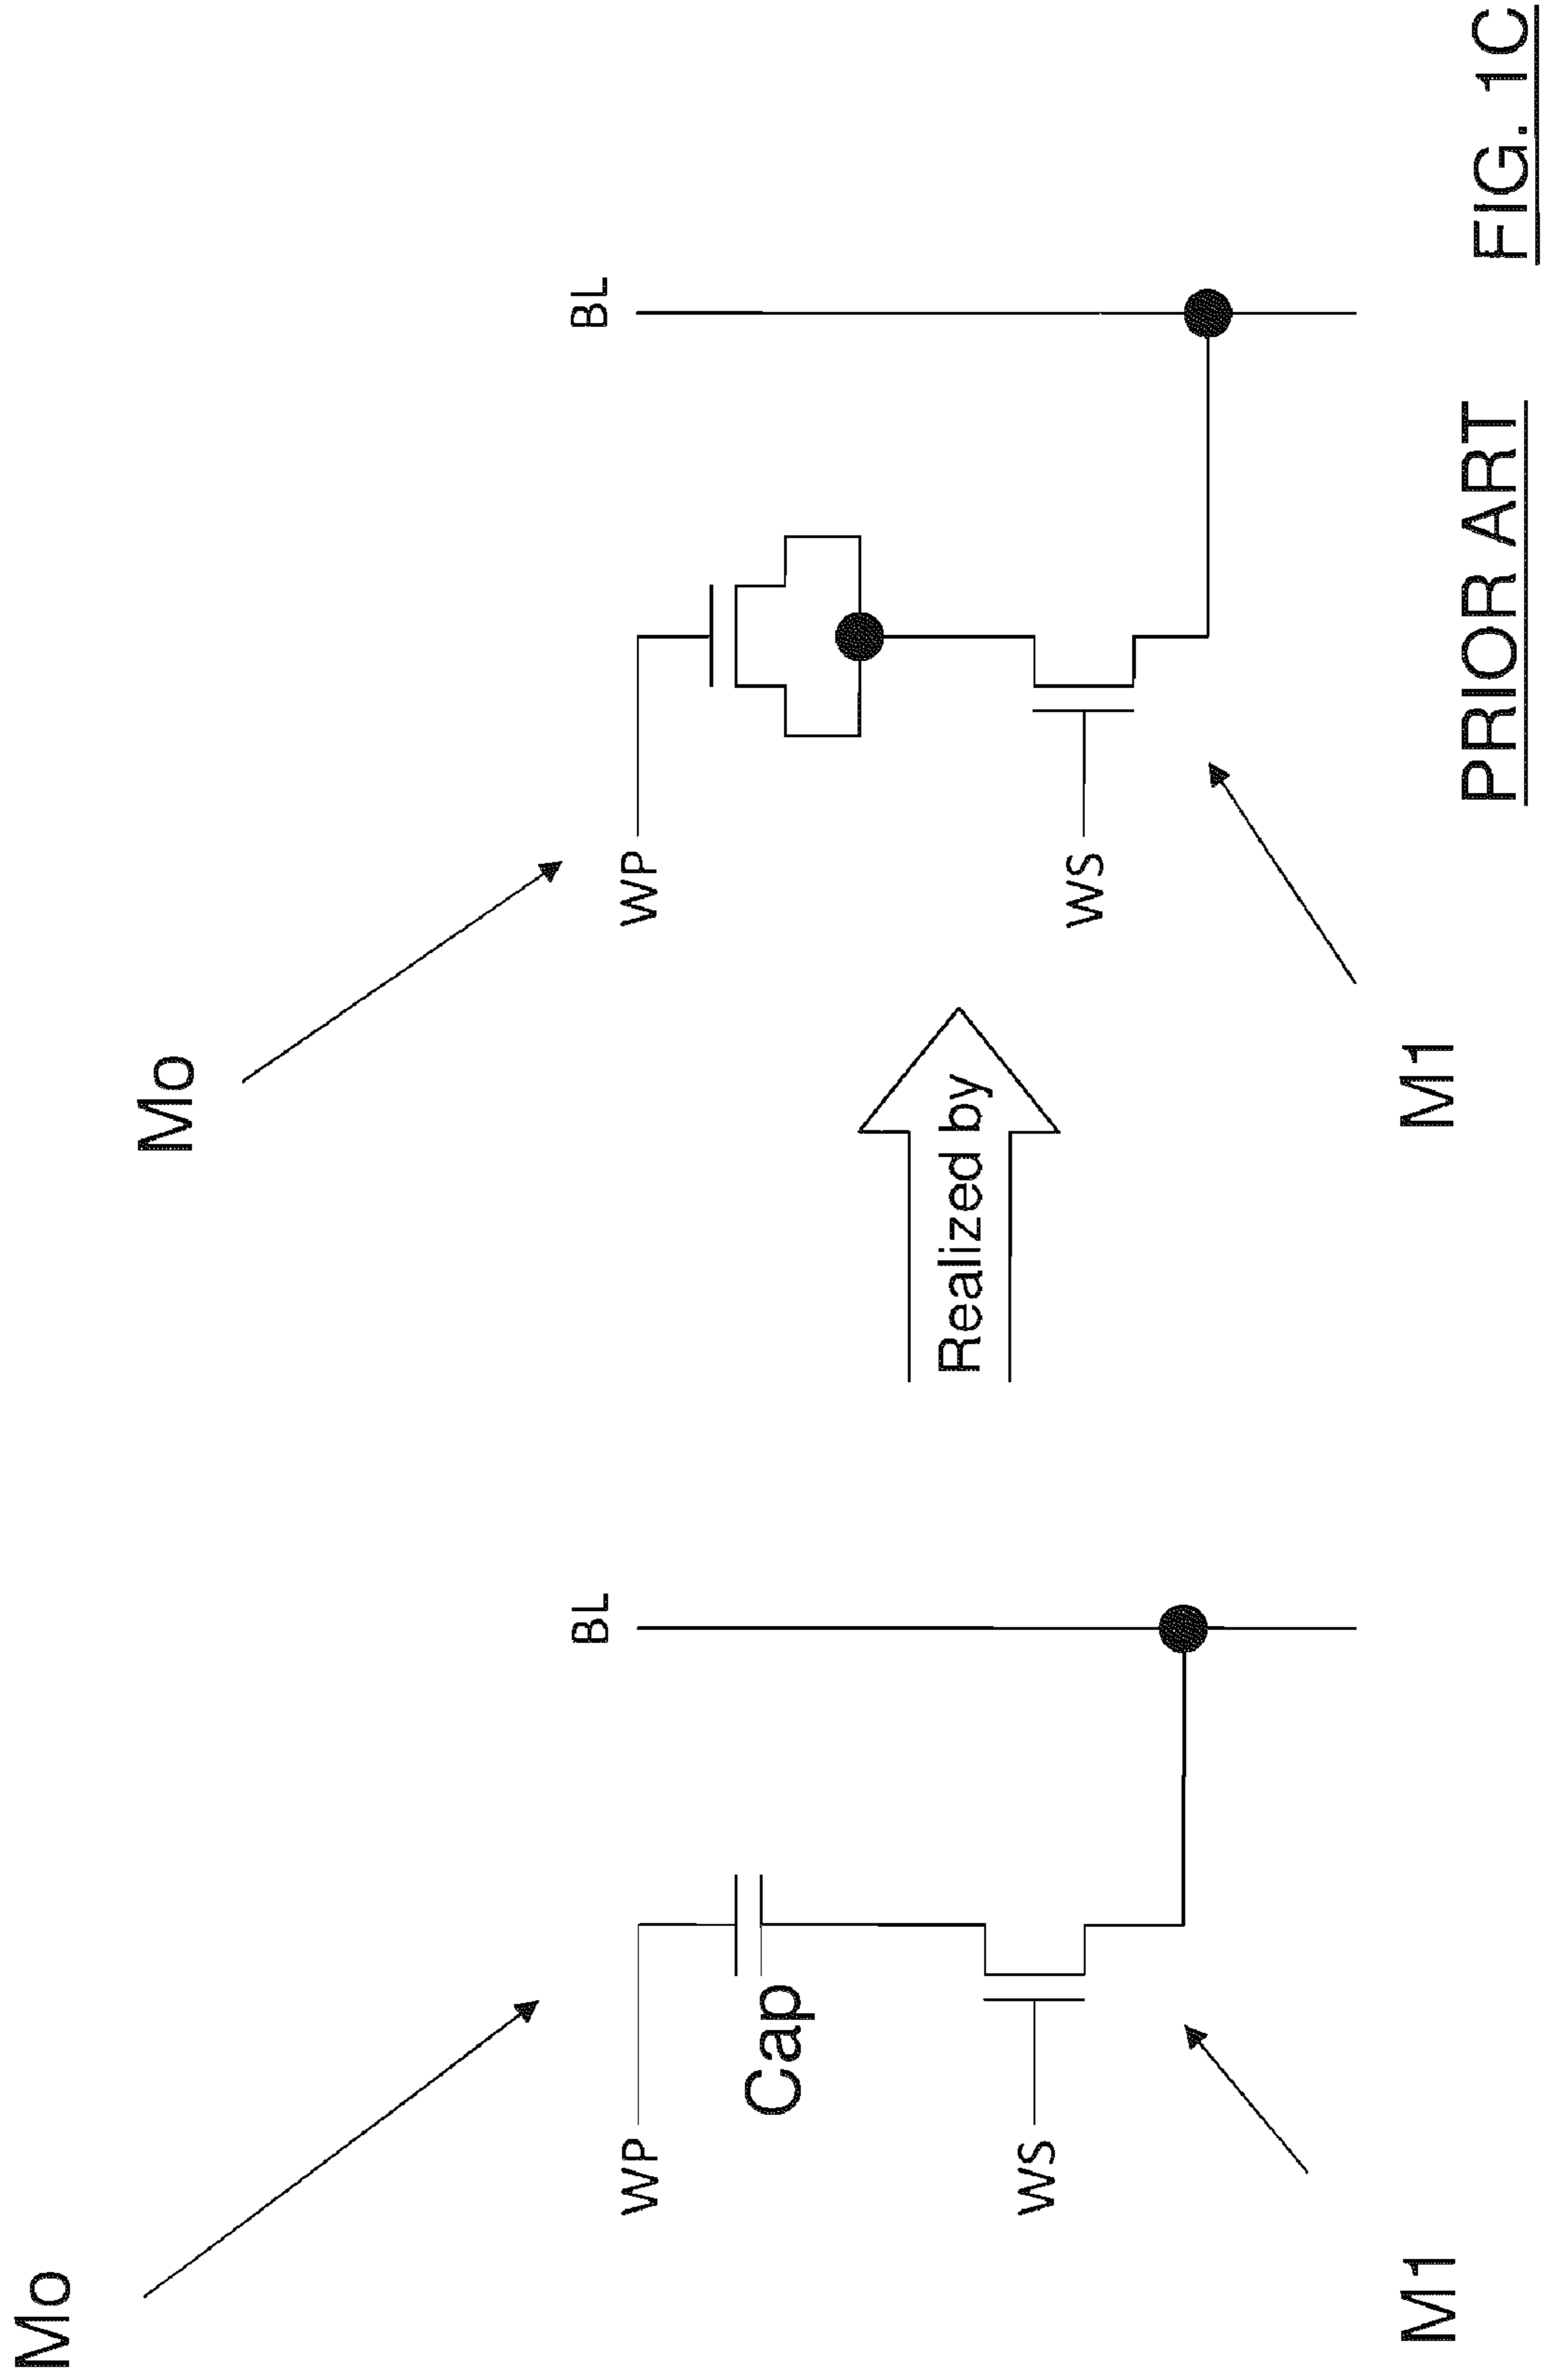 Mo
Mo
BL
BL
WP
Cap
WP
Realized by
WS
WS
M1
M1
PRIOR ART
FIG. 1C